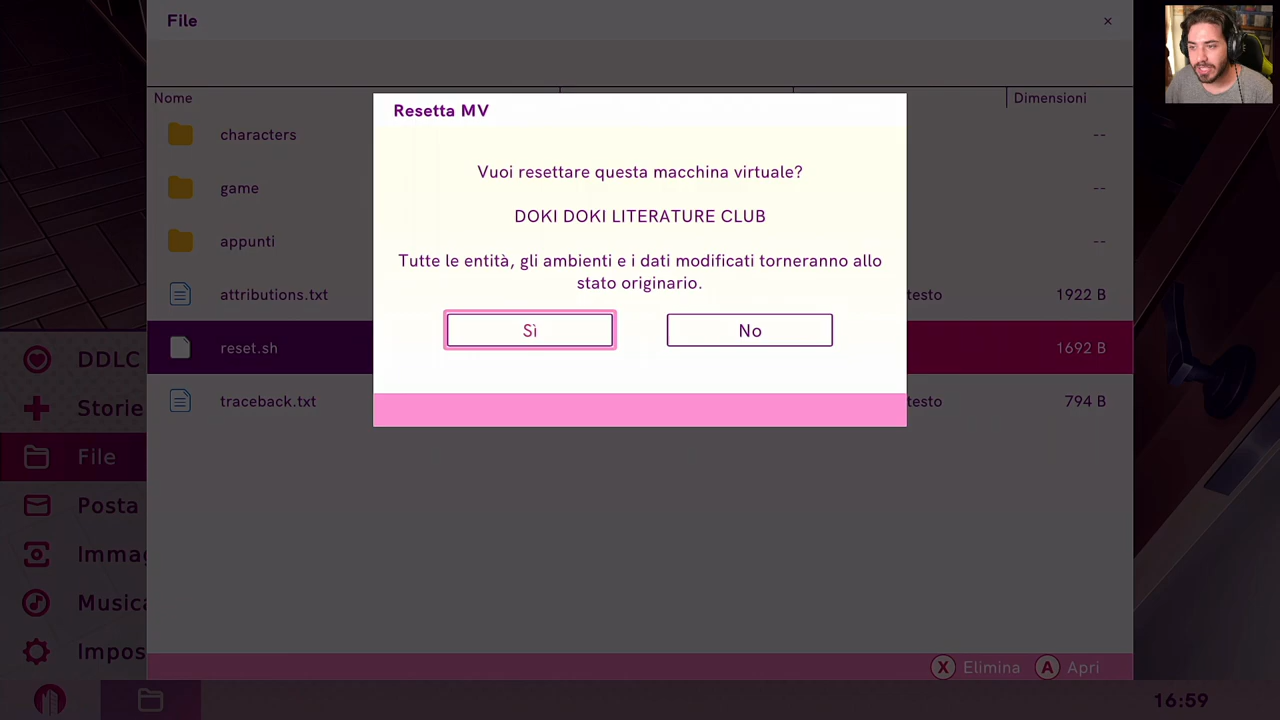 File
×
Nome
Dimensioni
characters
--
game
--
appunti
--
attributions.txt
testo
1922 B
reset.sh
1692 B
traceback.txt
testo
794 B
Resetta MV
Vuoi resettare questa macchina virtuale?
DOKI DOKI LITERATURE CLUB
Tutte le entità, gli ambienti e i dati modificati torneranno allo
stato originario.
Sì
No
DDLC
Storie
File
Posta
Immag
Musica
Impos
X Elimina
A Apri
16:59